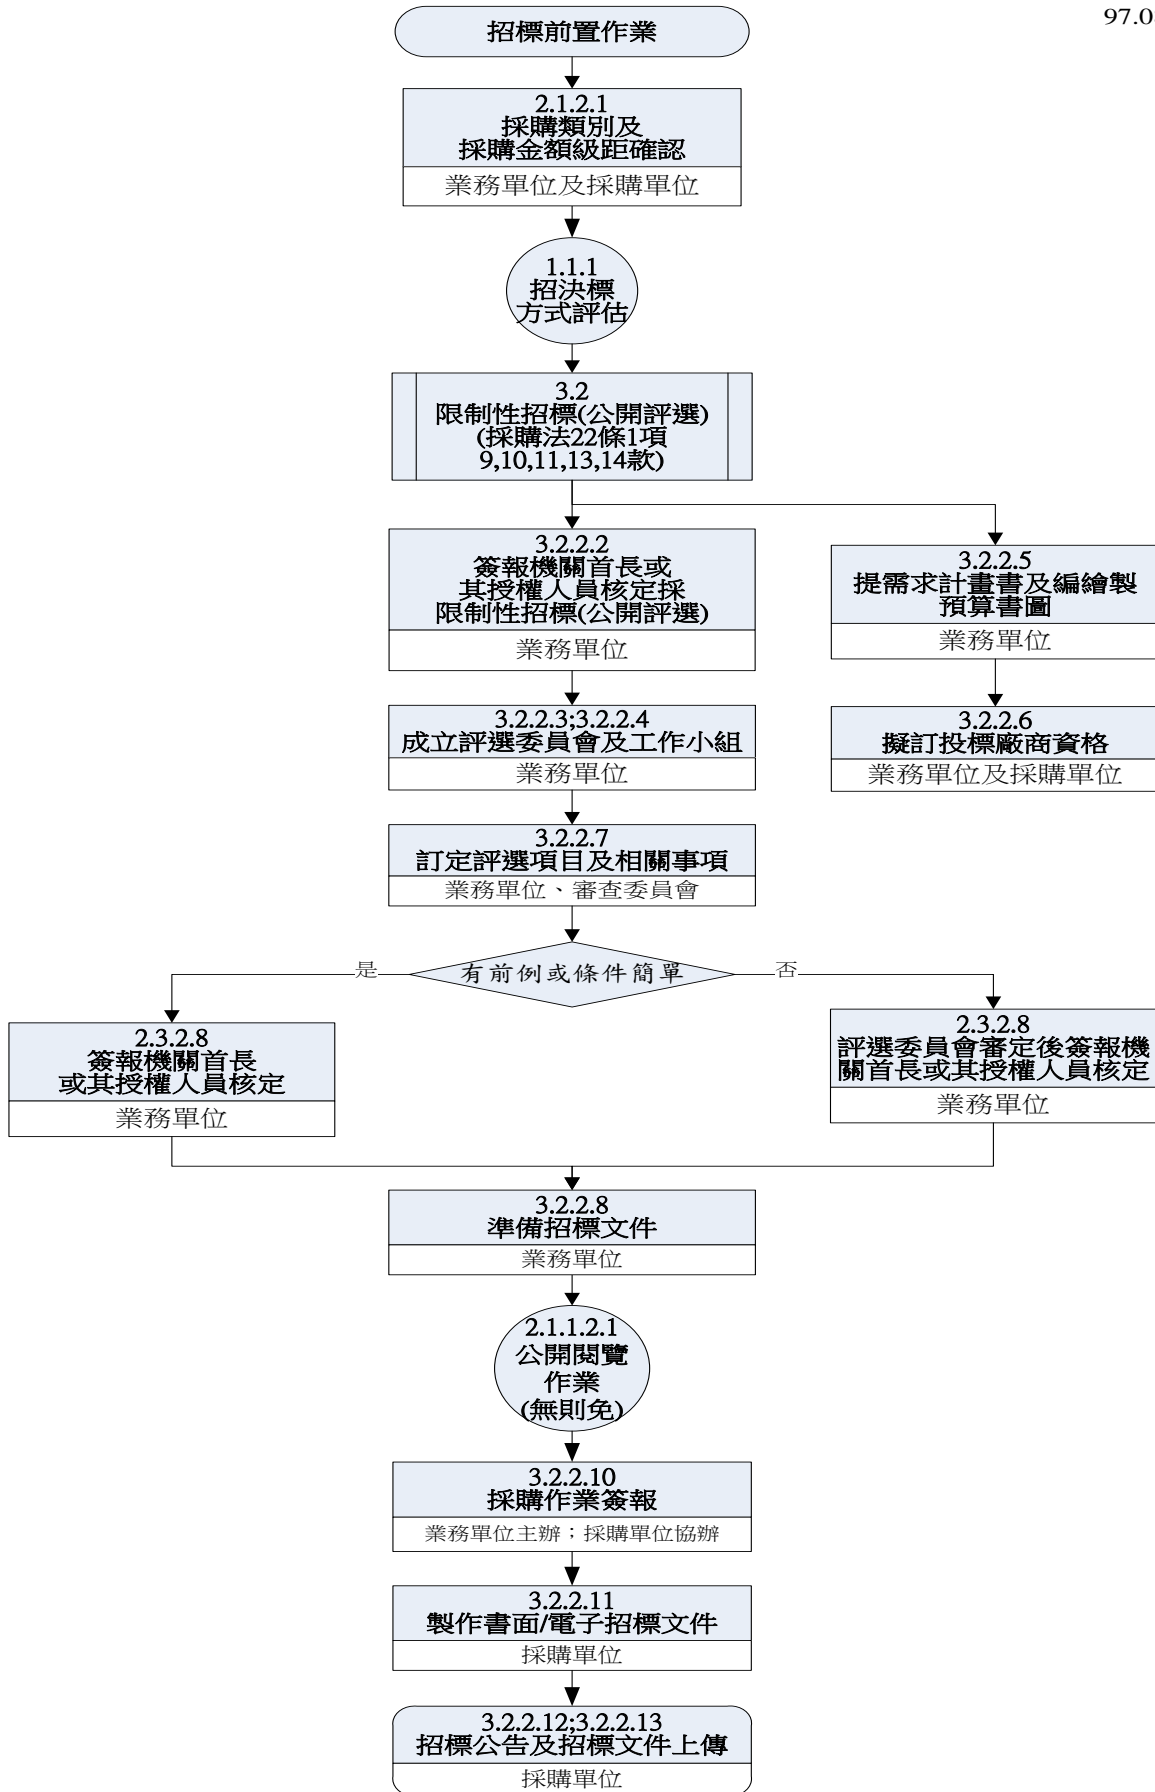 97.0
招標前置作業
2.1.2.1
採購類別及
採購金額級距確認
業務單位及採購單位
1.1.1
招決標
方式評估
3.2
限制性招標(公開評選)
(採購法22條1項
9,10,11,13,14款)
3.2.2.2
簽報機關首長或
其授權人員核定採
限制性招標(公開評選)
業務單位
3.2.2.5
提需求計畫書及編繪製
預算書圖
業務單位
3.2.2.3;3.2.2.4
成立評選委員會及工作小組
業務單位
3.2.2.6
擬訂投標廠商資格
業務單位及採購單位
3.2.2.7
訂定評選項目及相關事項
業務單位、審查委員會
有前例或條件簡單
是
否
2.3.2.8
簽報機關首長
或其授權人員核定
業務單位
2.3.2.8
評選委員會審定後簽報機
關首長或其授權人員核定
業務單位
3.2.2.8
準備招標文件
業務單位
2.1.1.2.1
公開閱覽
作業
(無則免)
3.2.2.10
採購作業簽報
業務單位主辦；採購單位協辦
3.2.2.11
製作書面/電子招標文件
採購單位
3.2.2.12;3.2.2.13
招標公告及招標文件上傳
採購單位